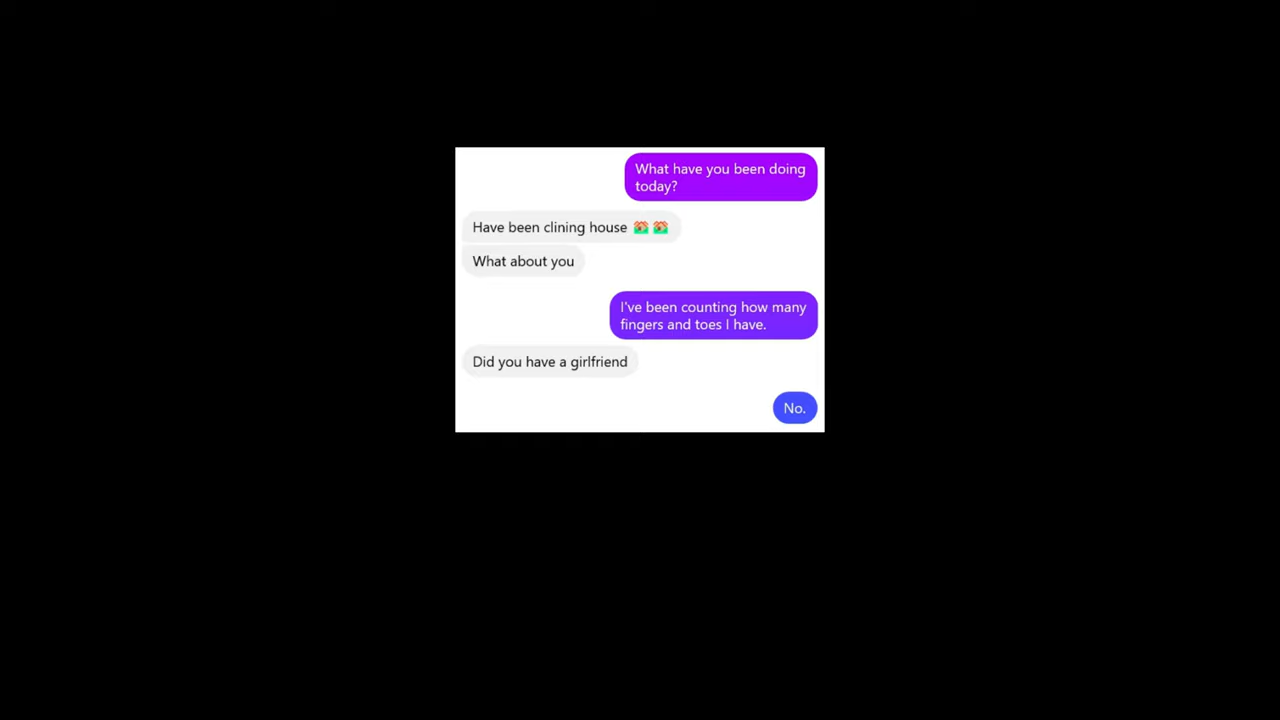 What have you been doing
today?
Have been clining house 🏡 🏡
What about you
I've been counting how many
fingers and toes I have.
Did you have a girlfriend
No.